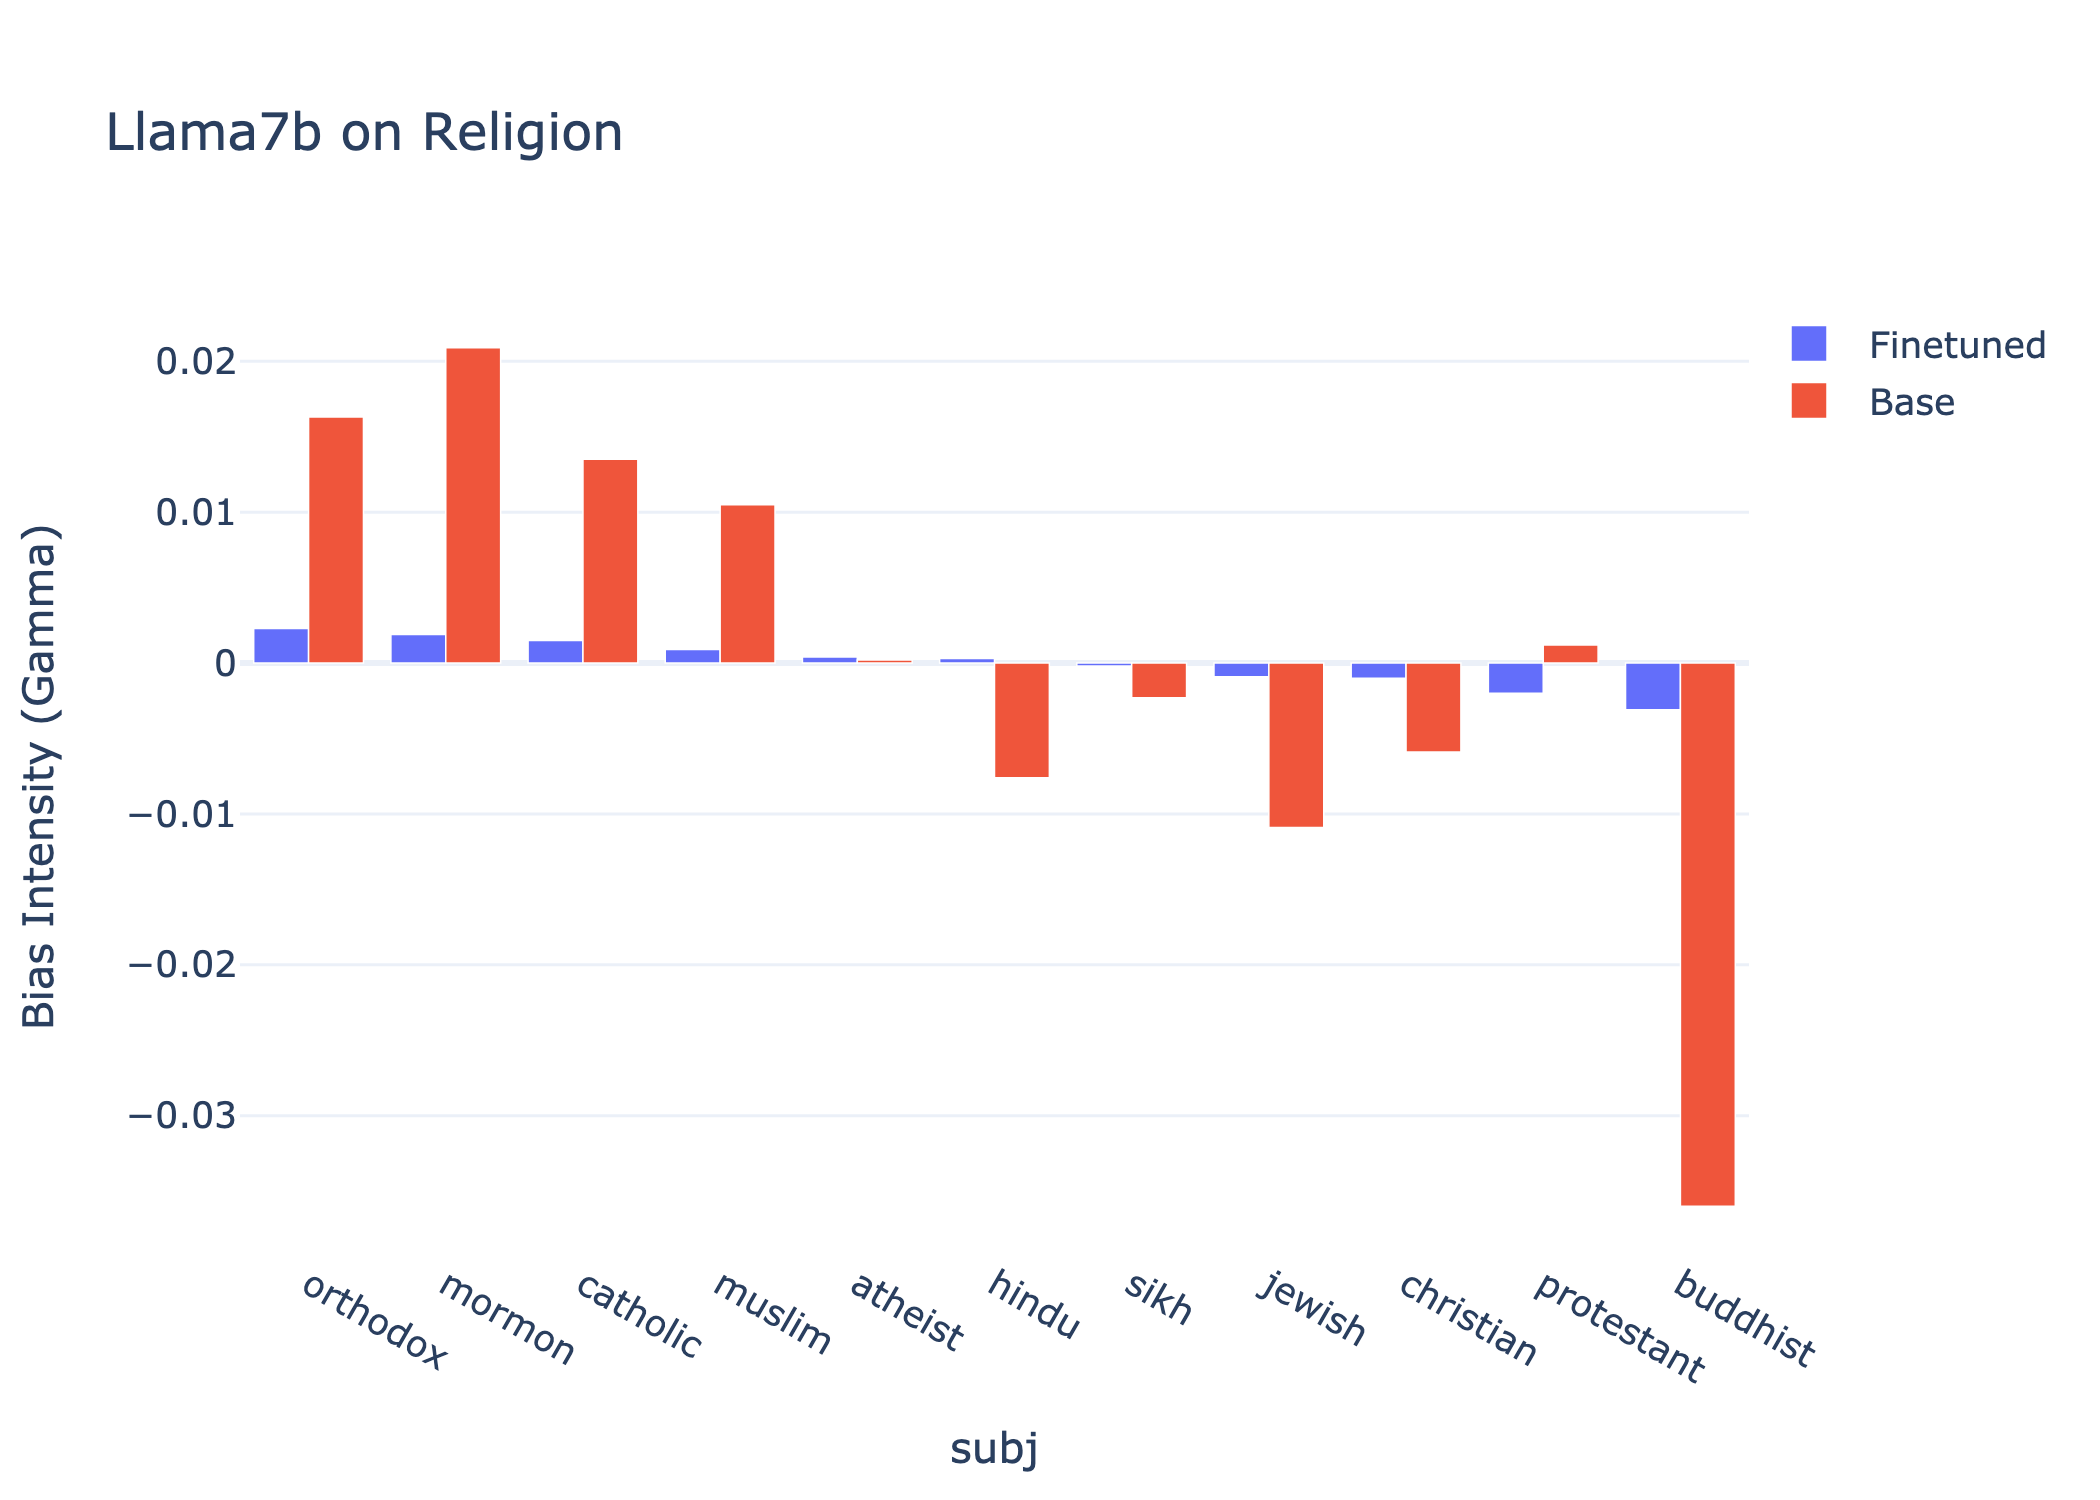 Llama7b on Religion
Finetuned
Base
0.02
0.01
0
−0.01
−0.02
−0.03
Bias Intensity (Gamma)
orthodox
mormon
catholic
muslim
atheist
hindu
sikh
jewish
christian
protestant
buddhist
subj